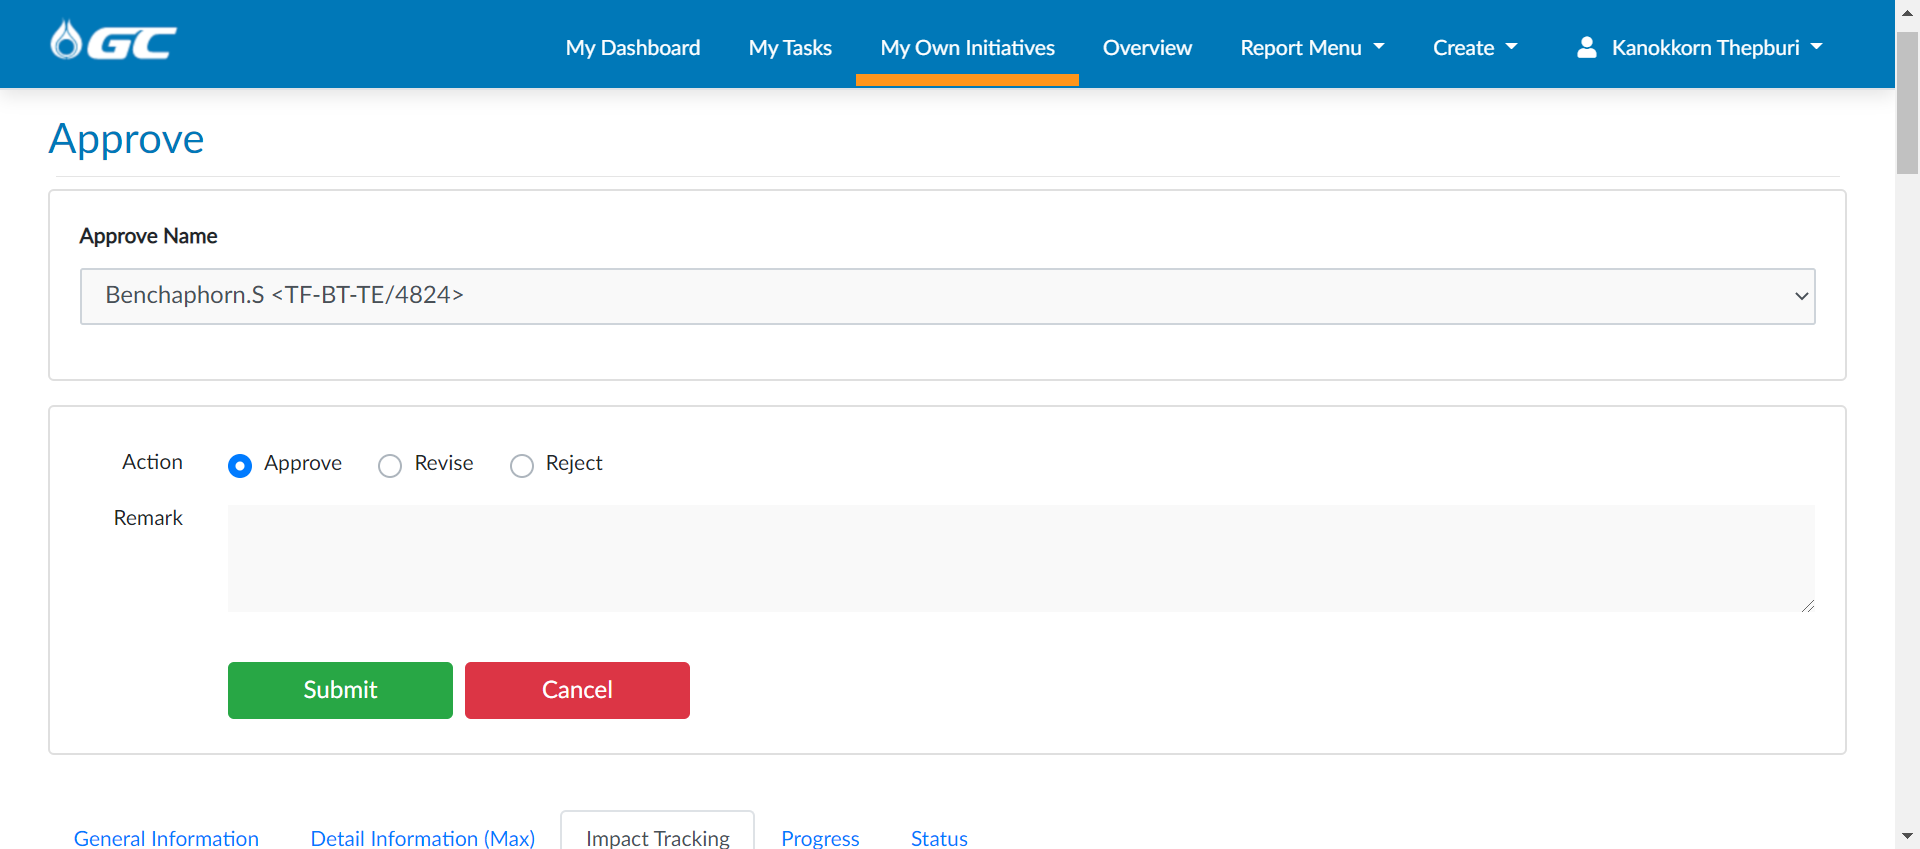 GC
My Dashboard My Tasks My Own Initiatives Overview Report Menu Create Kanokkorn Thepburi
Approve
Approve Name
Benchaphorn.S <TF-BT-TE/4824>
Action Approve Revise Reject
Remark
Submit Cancel
General Information Detail Information (Max) Impact Tracking Progress Status